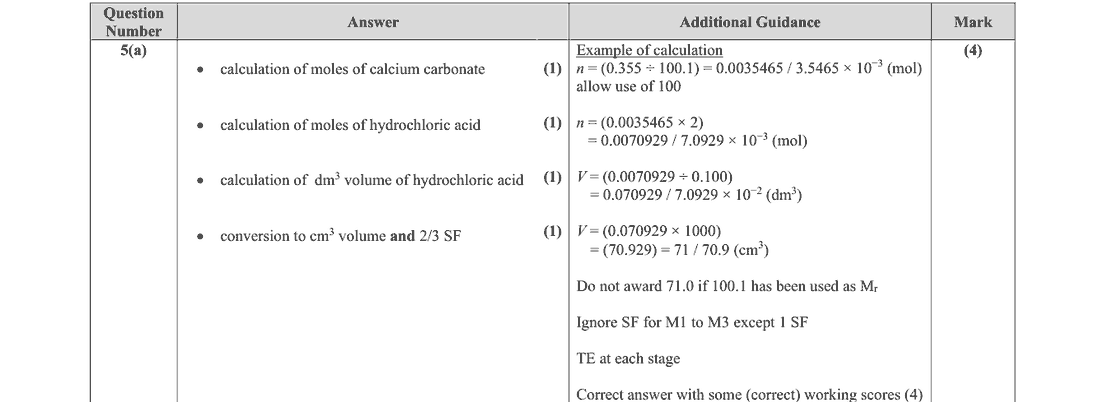 Question Number Answer Additional Guidance Mark
5(a) Example of calculation (4)
• calculation of moles of calcium carbonate (1) n = (0.355 ÷ 100.1) = 0.0035465 / 3.5465 × 10⁻³ (mol)
allow use of 100
• calculation of moles of hydrochloric acid (1) n = (0.0035465 × 2)
= 0.0070929 / 7.0929 × 10⁻³ (mol)
• calculation of dm³ volume of hydrochloric acid (1) V = (0.0070929 ÷ 0.100)
= 0.070929 / 7.0929 × 10⁻² (dm³)
• conversion to cm³ volume and 2/3 SF (1) V = (0.070929 × 1000)
= (70.929) = 71 / 70.9 (cm³)
Do not award 71.0 if 100.1 has been used as Mᵣ
Ignore SF for M1 to M3 except 1 SF
TE at each stage
Correct answer with some (correct) working scores (4)